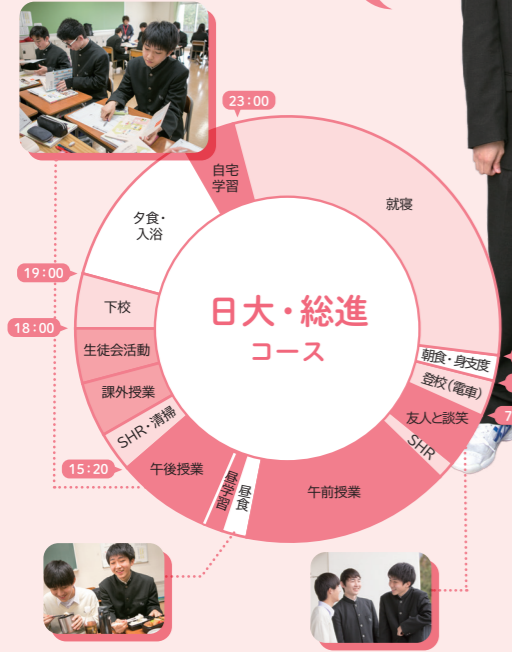 23:00
自宅
学習
就寝
夕食・
入浴
19:00
下校
18:00
生徒会活動
課外授業
SHR・清掃
15:20
午後授業
昼学習
昼食
午前授業
SHR
友人と談笑
登校(電車)
朝食・身支度
日大・総進
コース